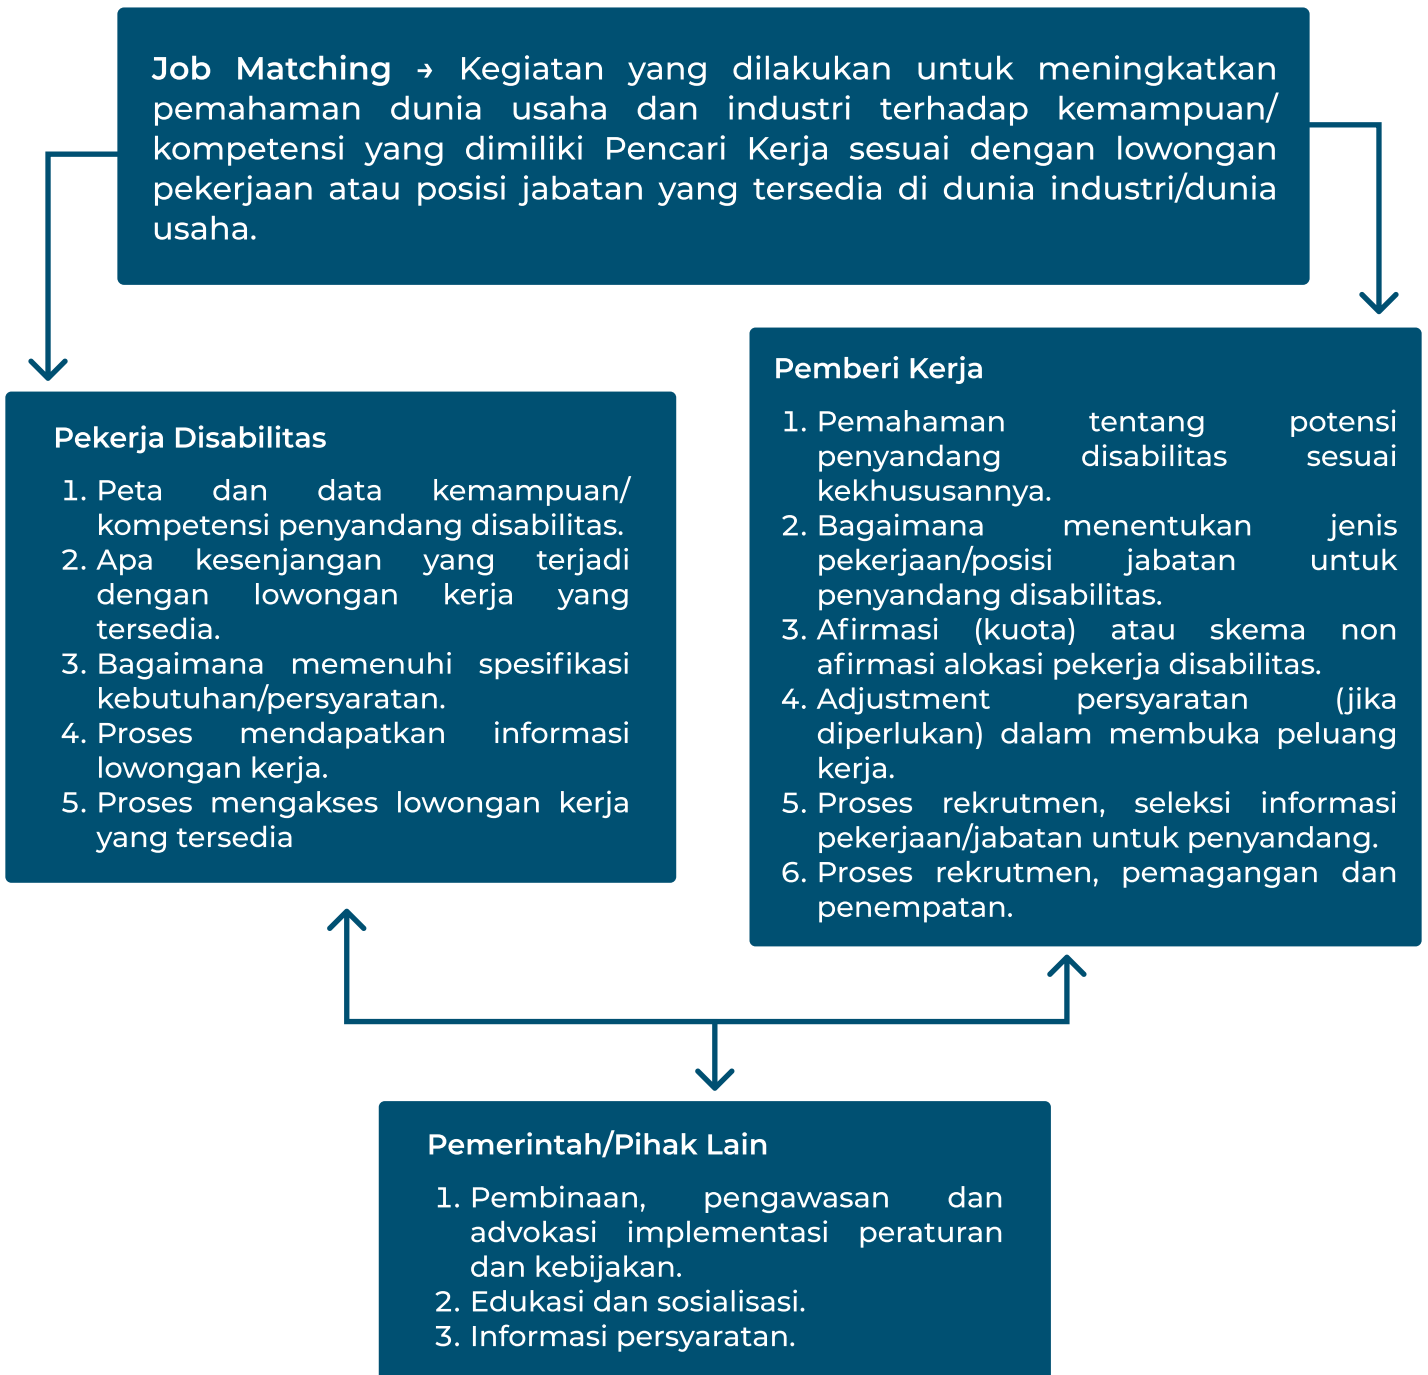 Job Matching → Kegiatan yang dilakukan untuk meningkatkan
pemahaman dunia usaha dan industri terhadap kemampuan/
kompetensi yang dimiliki Pencari Kerja sesuai dengan lowongan
pekerjaan atau posisi jabatan yang tersedia di dunia industri/dunia
usaha.
Pekerja Disabilitas
1. Peta dan data kemampuan/
kompetensi penyandang disabilitas.
2. Apa kesenjangan yang terjadi
dengan lowongan kerja yang
tersedia.
3. Bagaimana memenuhi spesifikasi
kebutuhan/persyaratan.
4. Proses mendapatkan informasi
lowongan kerja.
5. Proses mengakses lowongan kerja
yang tersedia
Pemberi Kerja
1. Pemahaman tentang potensi
penyandang disabilitas sesuai
kekhususannya.
2. Bagaimana menentukan jenis
pekerjaan/posisi jabatan untuk
penyandang disabilitas.
3. Afirmasi (kuota) atau skema non
afirmasi alokasi pekerja disabilitas.
4. Adjustment persyaratan (jika
diperlukan) dalam membuka peluang
kerja.
5. Proses rekrutmen, seleksi informasi
pekerjaan/jabatan untuk penyandang.
6. Proses rekrutmen, pemagangan dan
penempatan.
Pemerintah/Pihak Lain
1. Pembinaan, pengawasan dan
advokasi implementasi peraturan
dan kebijakan.
2. Edukasi dan sosialisasi.
3. Informasi persyaratan.